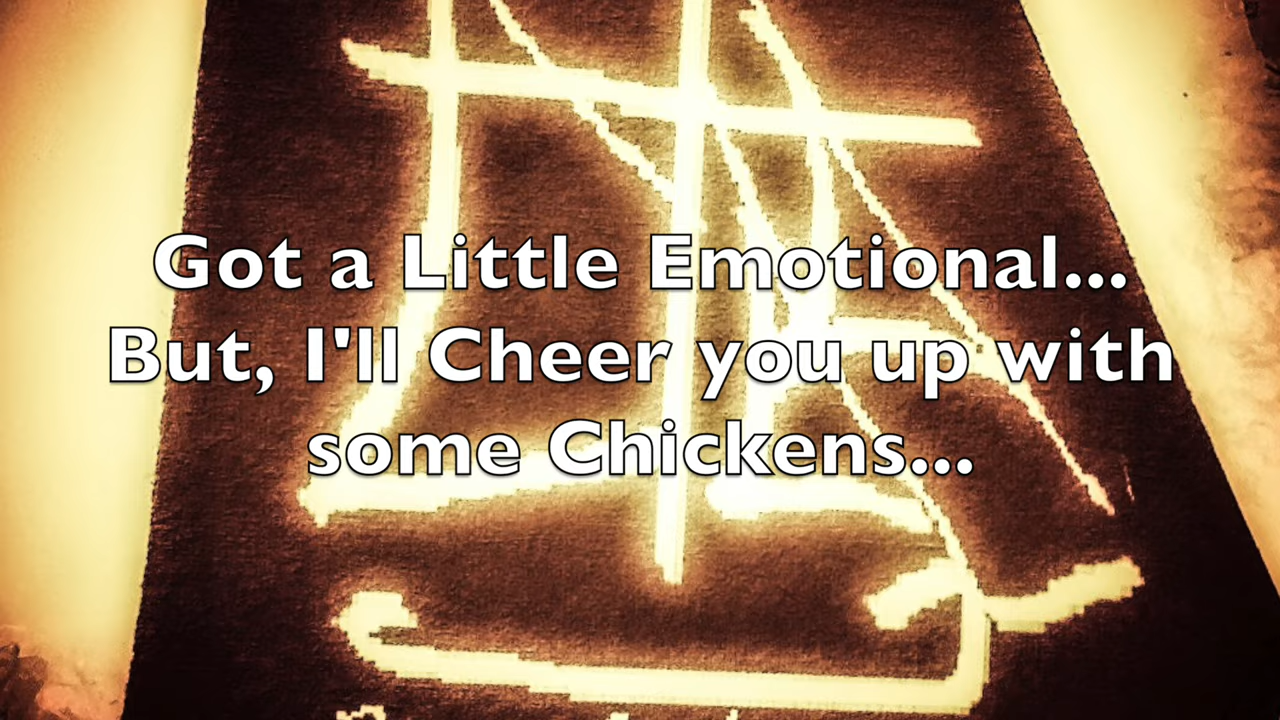 Got a Little Emotional...
But, I'll Cheer you up with
some Chickens...